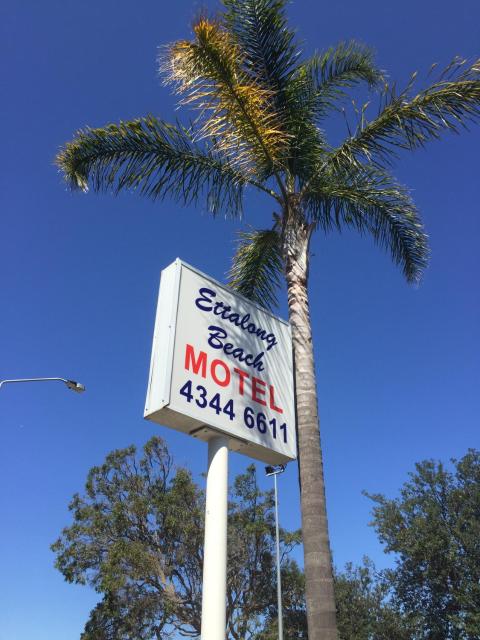 Ettalong
Beach
MOTEL
4344 6611